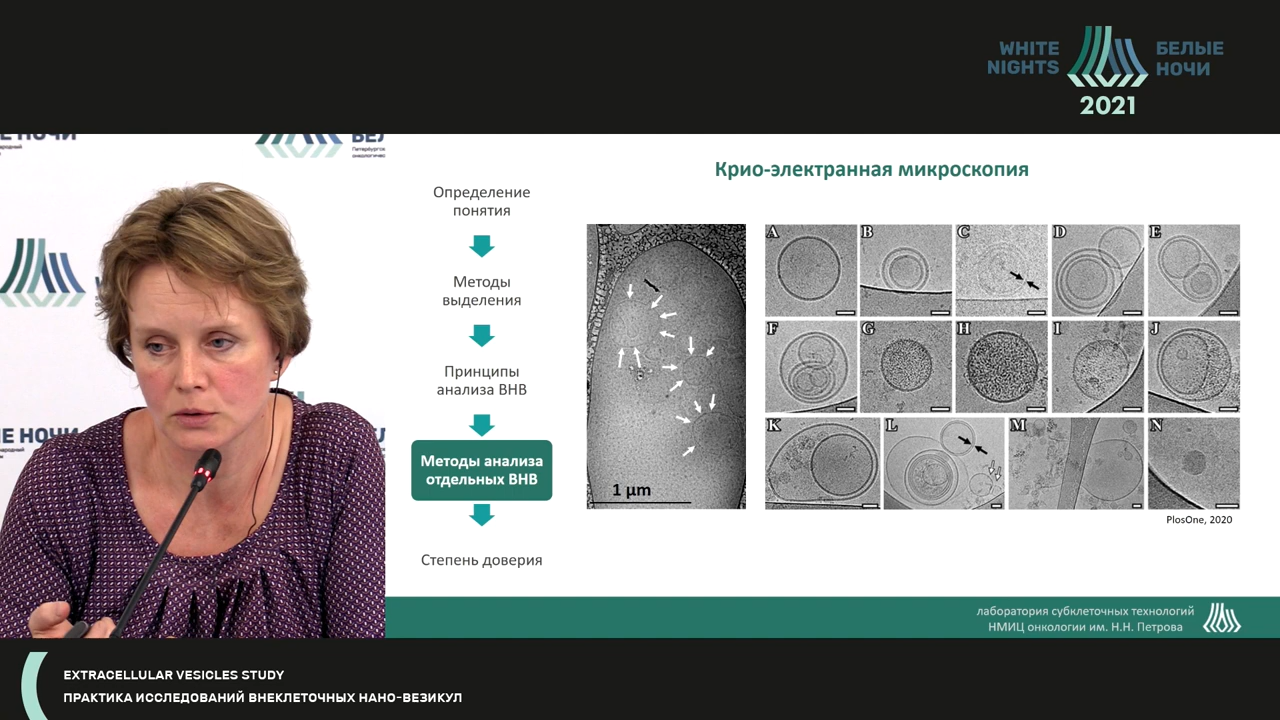 WHITE
NIGHTS
БЕЛЫЕ
НОЧИ
2021
Крио-электранная микроскопия
Определение
понятия
Методы
выделения
Принципы
анализа ВНВ
Методы анализа
отдельных ВНВ
Степень доверия
1 µm
A
B
C
D
E
F
G
H
I
J
K
L
M
N
PlosOne, 2020
лаборатория субклеточных технологий
НМИЦ онкологии им. Н.Н. Петрова
EXTRACELLULAR VESICLES STUDY
ПРАКТИКА ИССЛЕДОВАНИЙ ВНЕКЛЕТОЧНЫХ НАНО-ВЕЗИКУЛ